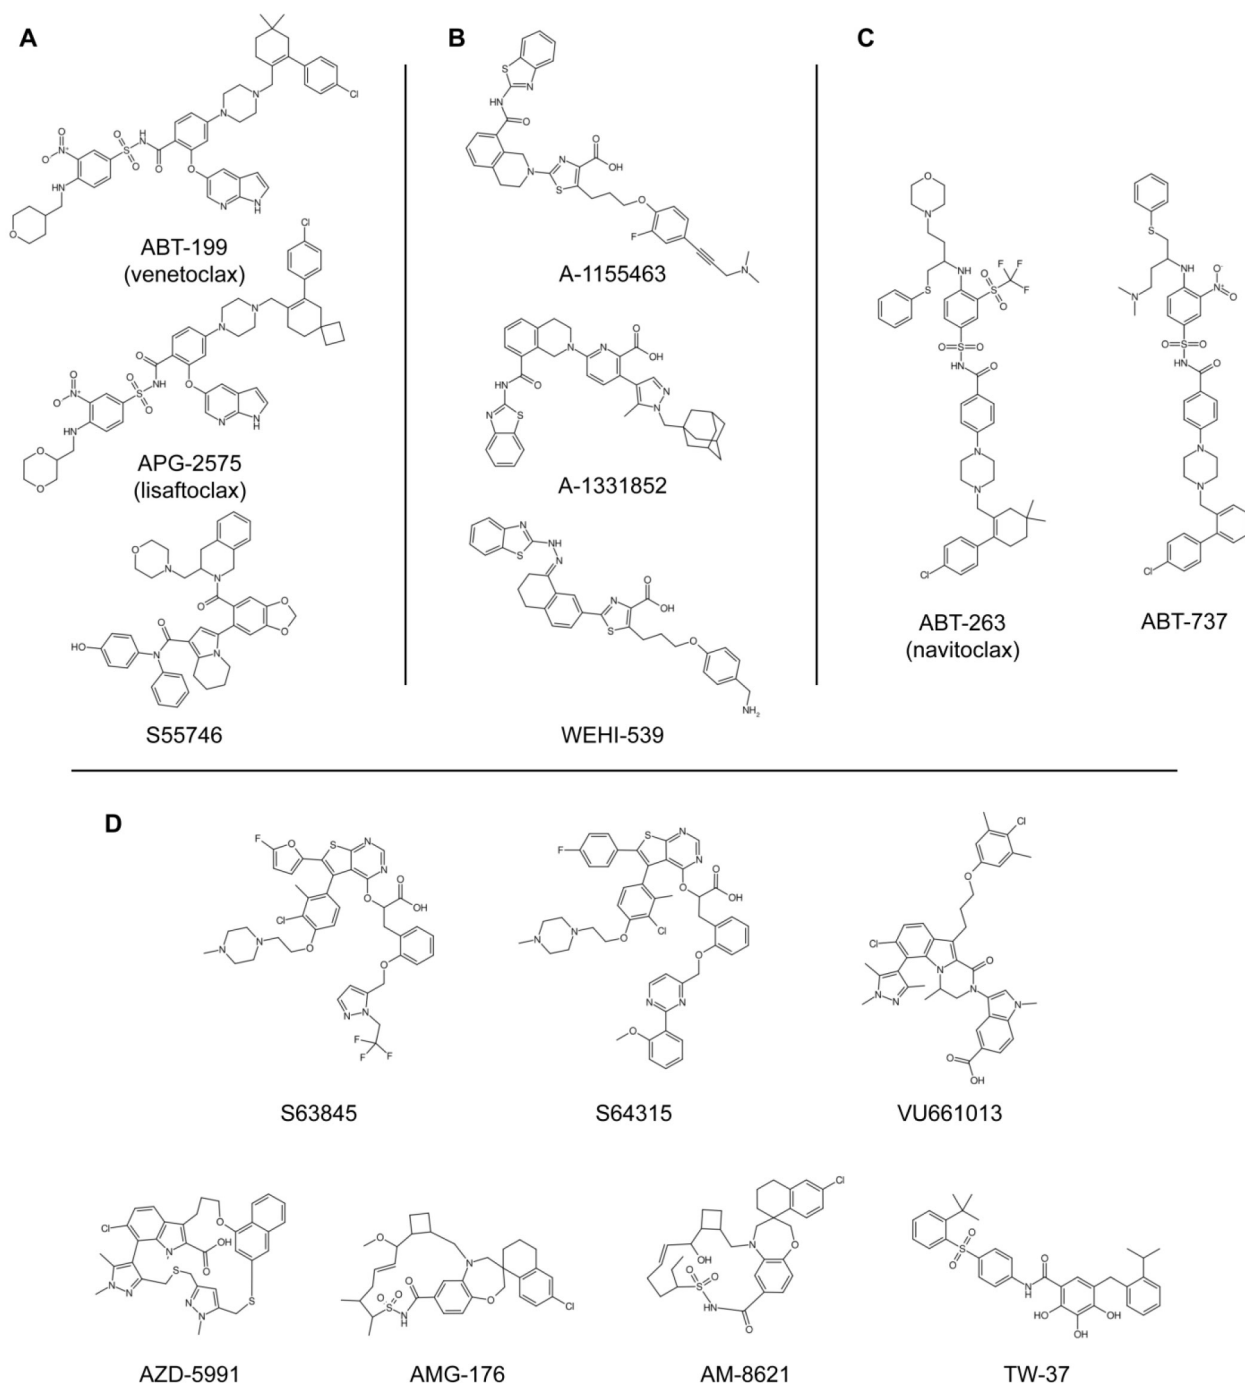 A
B
C
ABT-199
(venetoclax)
APG-2575
(lisaftoclax)
S55746
A-1155463
A-1331852
WEHI-539
ABT-263
(navitoclax)
ABT-737
D
S63845
S64315
VU661013
AZD-5991
AMG-176
AM-8621
TW-37